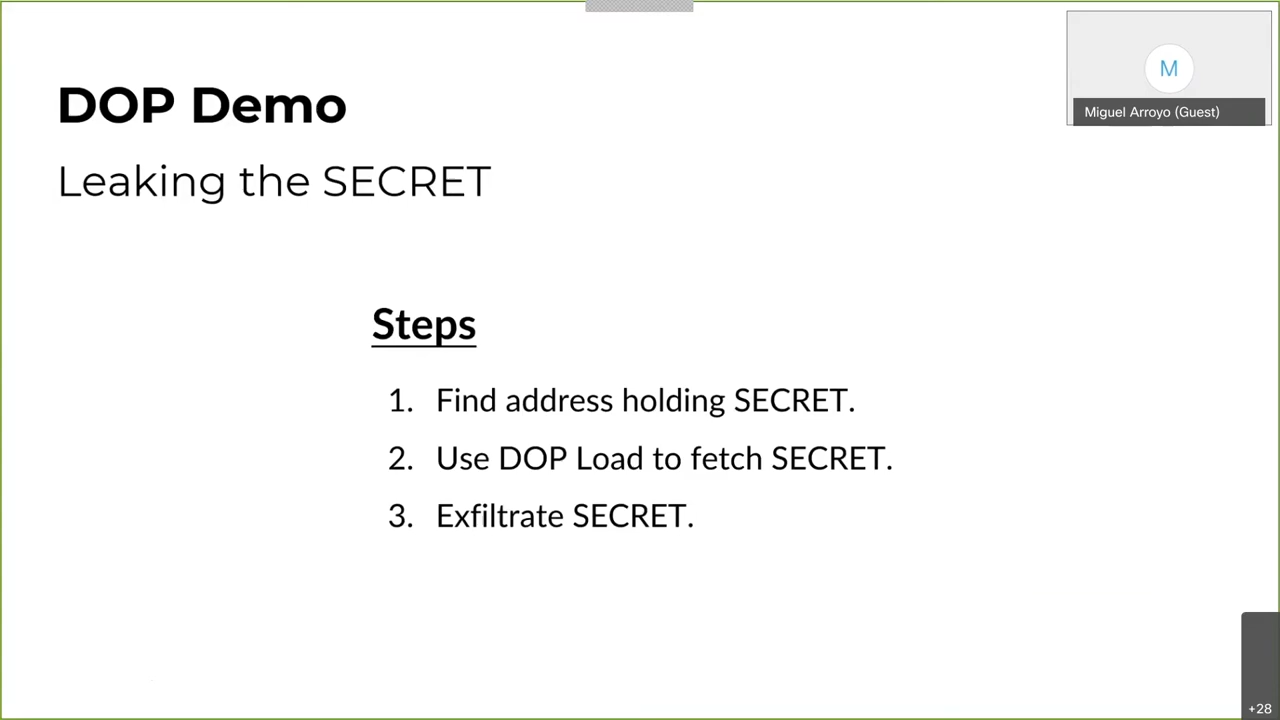 DOP Demo
Leaking the SECRET
Steps
1. Find address holding SECRET.
2. Use DOP Load to fetch SECRET.
3. Exfiltrate SECRET.
M
Miguel Arroyo (Guest)
+28